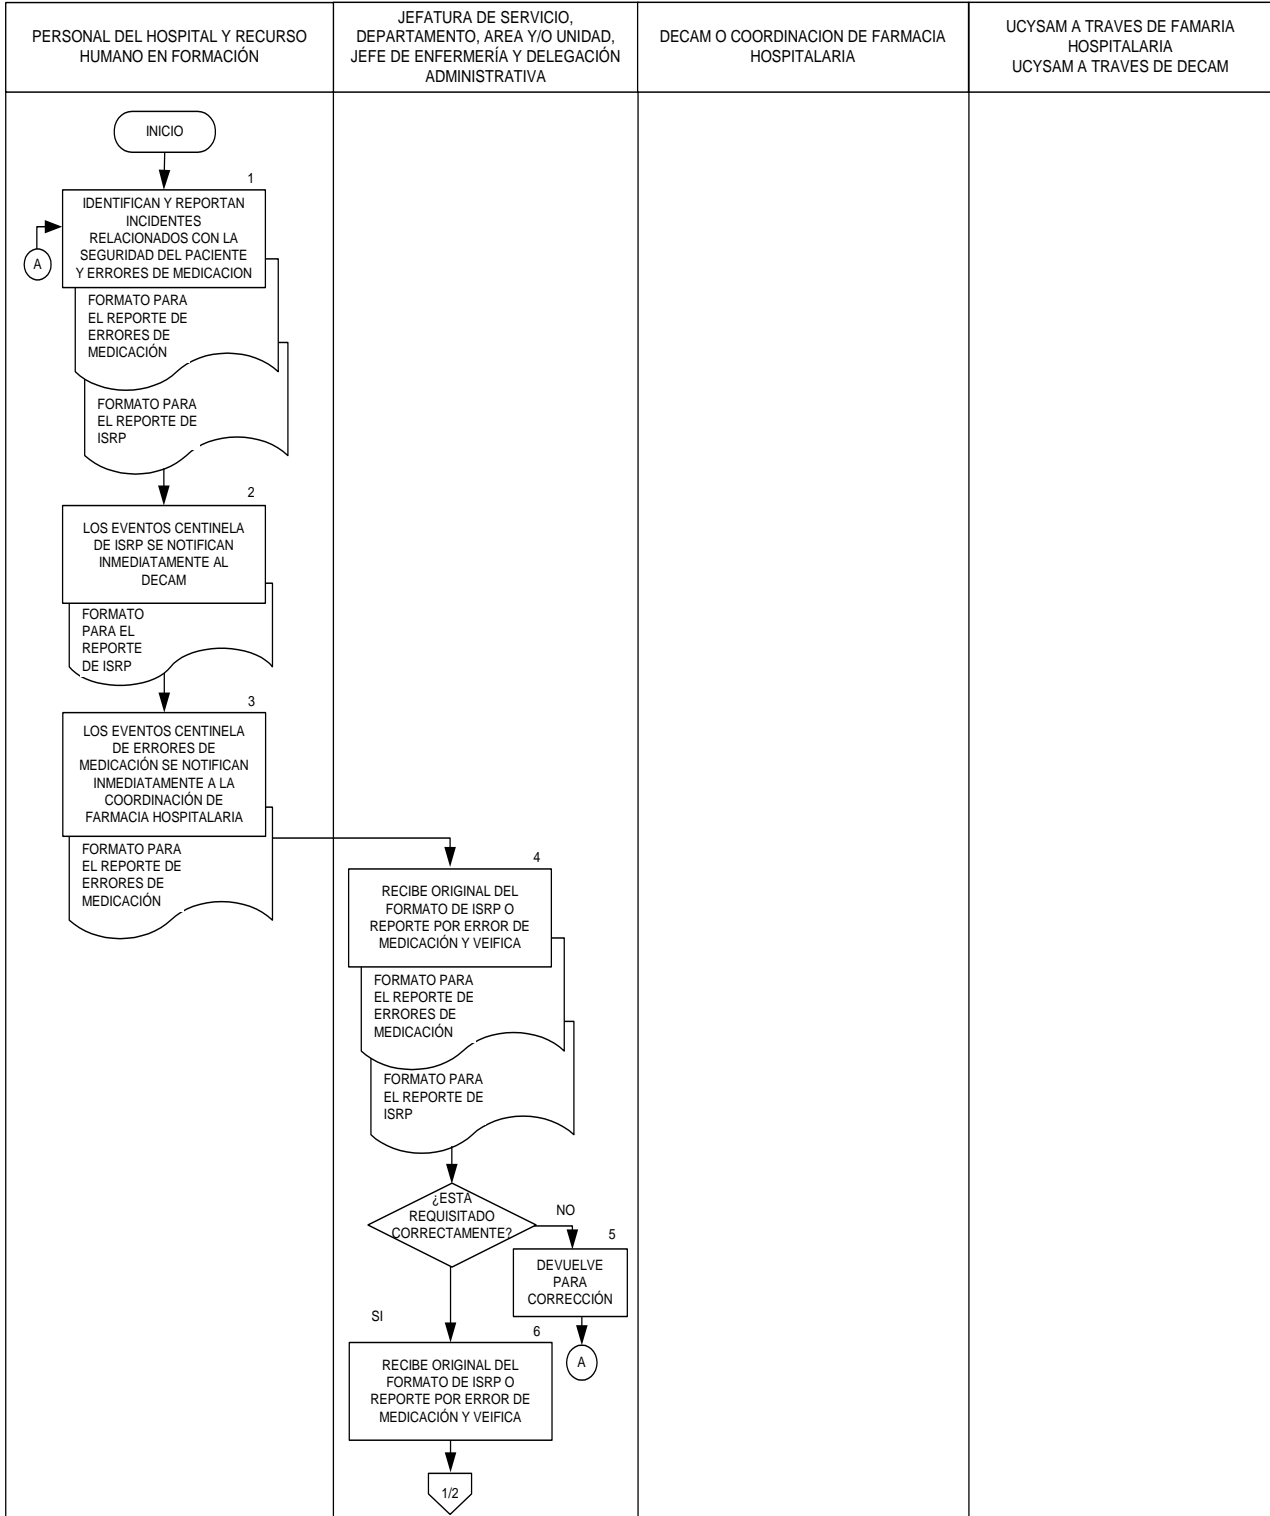 PERSONAL DEL HOSPITAL Y RECURSO
HUMANO EN FORMACIÓN
JEFATURA DE SERVICIO,
DEPARTAMENTO, AREA Y/O UNIDAD,
JEFE DE ENFERMERÍA Y DELEGACIÓN
ADMINISTRATIVA
DECAM O COORDINACION DE FARMACIA
HOSPITALARIA
UCYSAM A TRAVES DE FAMARIA
HOSPITALARIA
UCYSAM A TRAVES DE DECAM
INICIO
1
IDENTIFICAN Y REPORTAN
INCIDENTES
RELACIONADOS CON LA
SEGURIDAD DEL PACIENTE
Y ERRORES DE MEDICACION
A
FORMATO PARA
EL REPORTE DE
ERRORES DE
MEDICACIÓN
FORMATO PARA
EL REPORTE DE
ISRP
2
LOS EVENTOS CENTINELA
DE ISRP SE NOTIFICAN
INMEDIATAMENTE AL
DECAM
FORMATO
PARA EL
REPORTE
DE ISRP
3
LOS EVENTOS CENTINELA
DE ERRORES DE
MEDICACIÓN SE NOTIFICAN
INMEDIATAMENTE A LA
COORDINACIÓN DE
FARMACIA HOSPITALARIA
FORMATO PARA
EL REPORTE DE
ERRORES DE
MEDICACIÓN
4
RECIBE ORIGINAL DEL
FORMATO DE ISRP O
REPORTE POR ERROR DE
MEDICACIÓN Y VEIFICA
FORMATO PARA
EL REPORTE DE
ERRORES DE
MEDICACIÓN
FORMATO PARA
EL REPORTE DE
ISRP
¿ESTÁ
REQUISITADO
CORRECTAMENTE?
NO
5
DEVUELVE
PARA
CORRECCIÓN
A
SI
6
RECIBE ORIGINAL DEL
FORMATO DE ISRP O
REPORTE POR ERROR DE
MEDICACIÓN Y VEIFICA
1/2